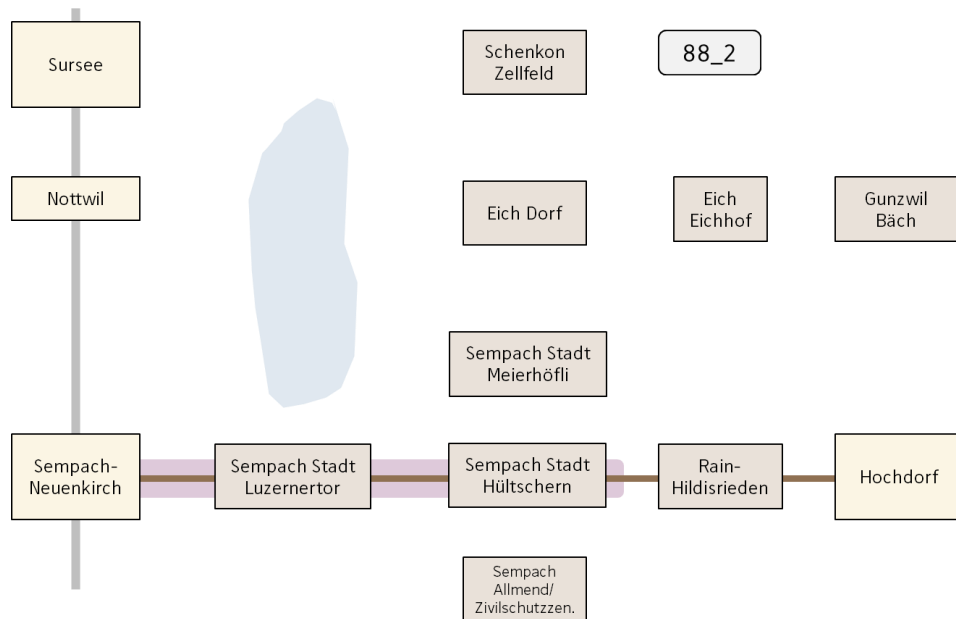 Sursee
Schenkon
Zellfeld
88_2
Nottwil
Eich Dorf
Eich
Eichhof
Gunzwil
Bäch
Sempach Stadt
Meierhöfli
Sempach-
Neuenkirch
Sempach Stadt
Luzernertor
Sempach Stadt
Hültschern
Rain-
Hildisrieden
Hochdorf
Sempach
Allmend/
Zivilschutzzen.